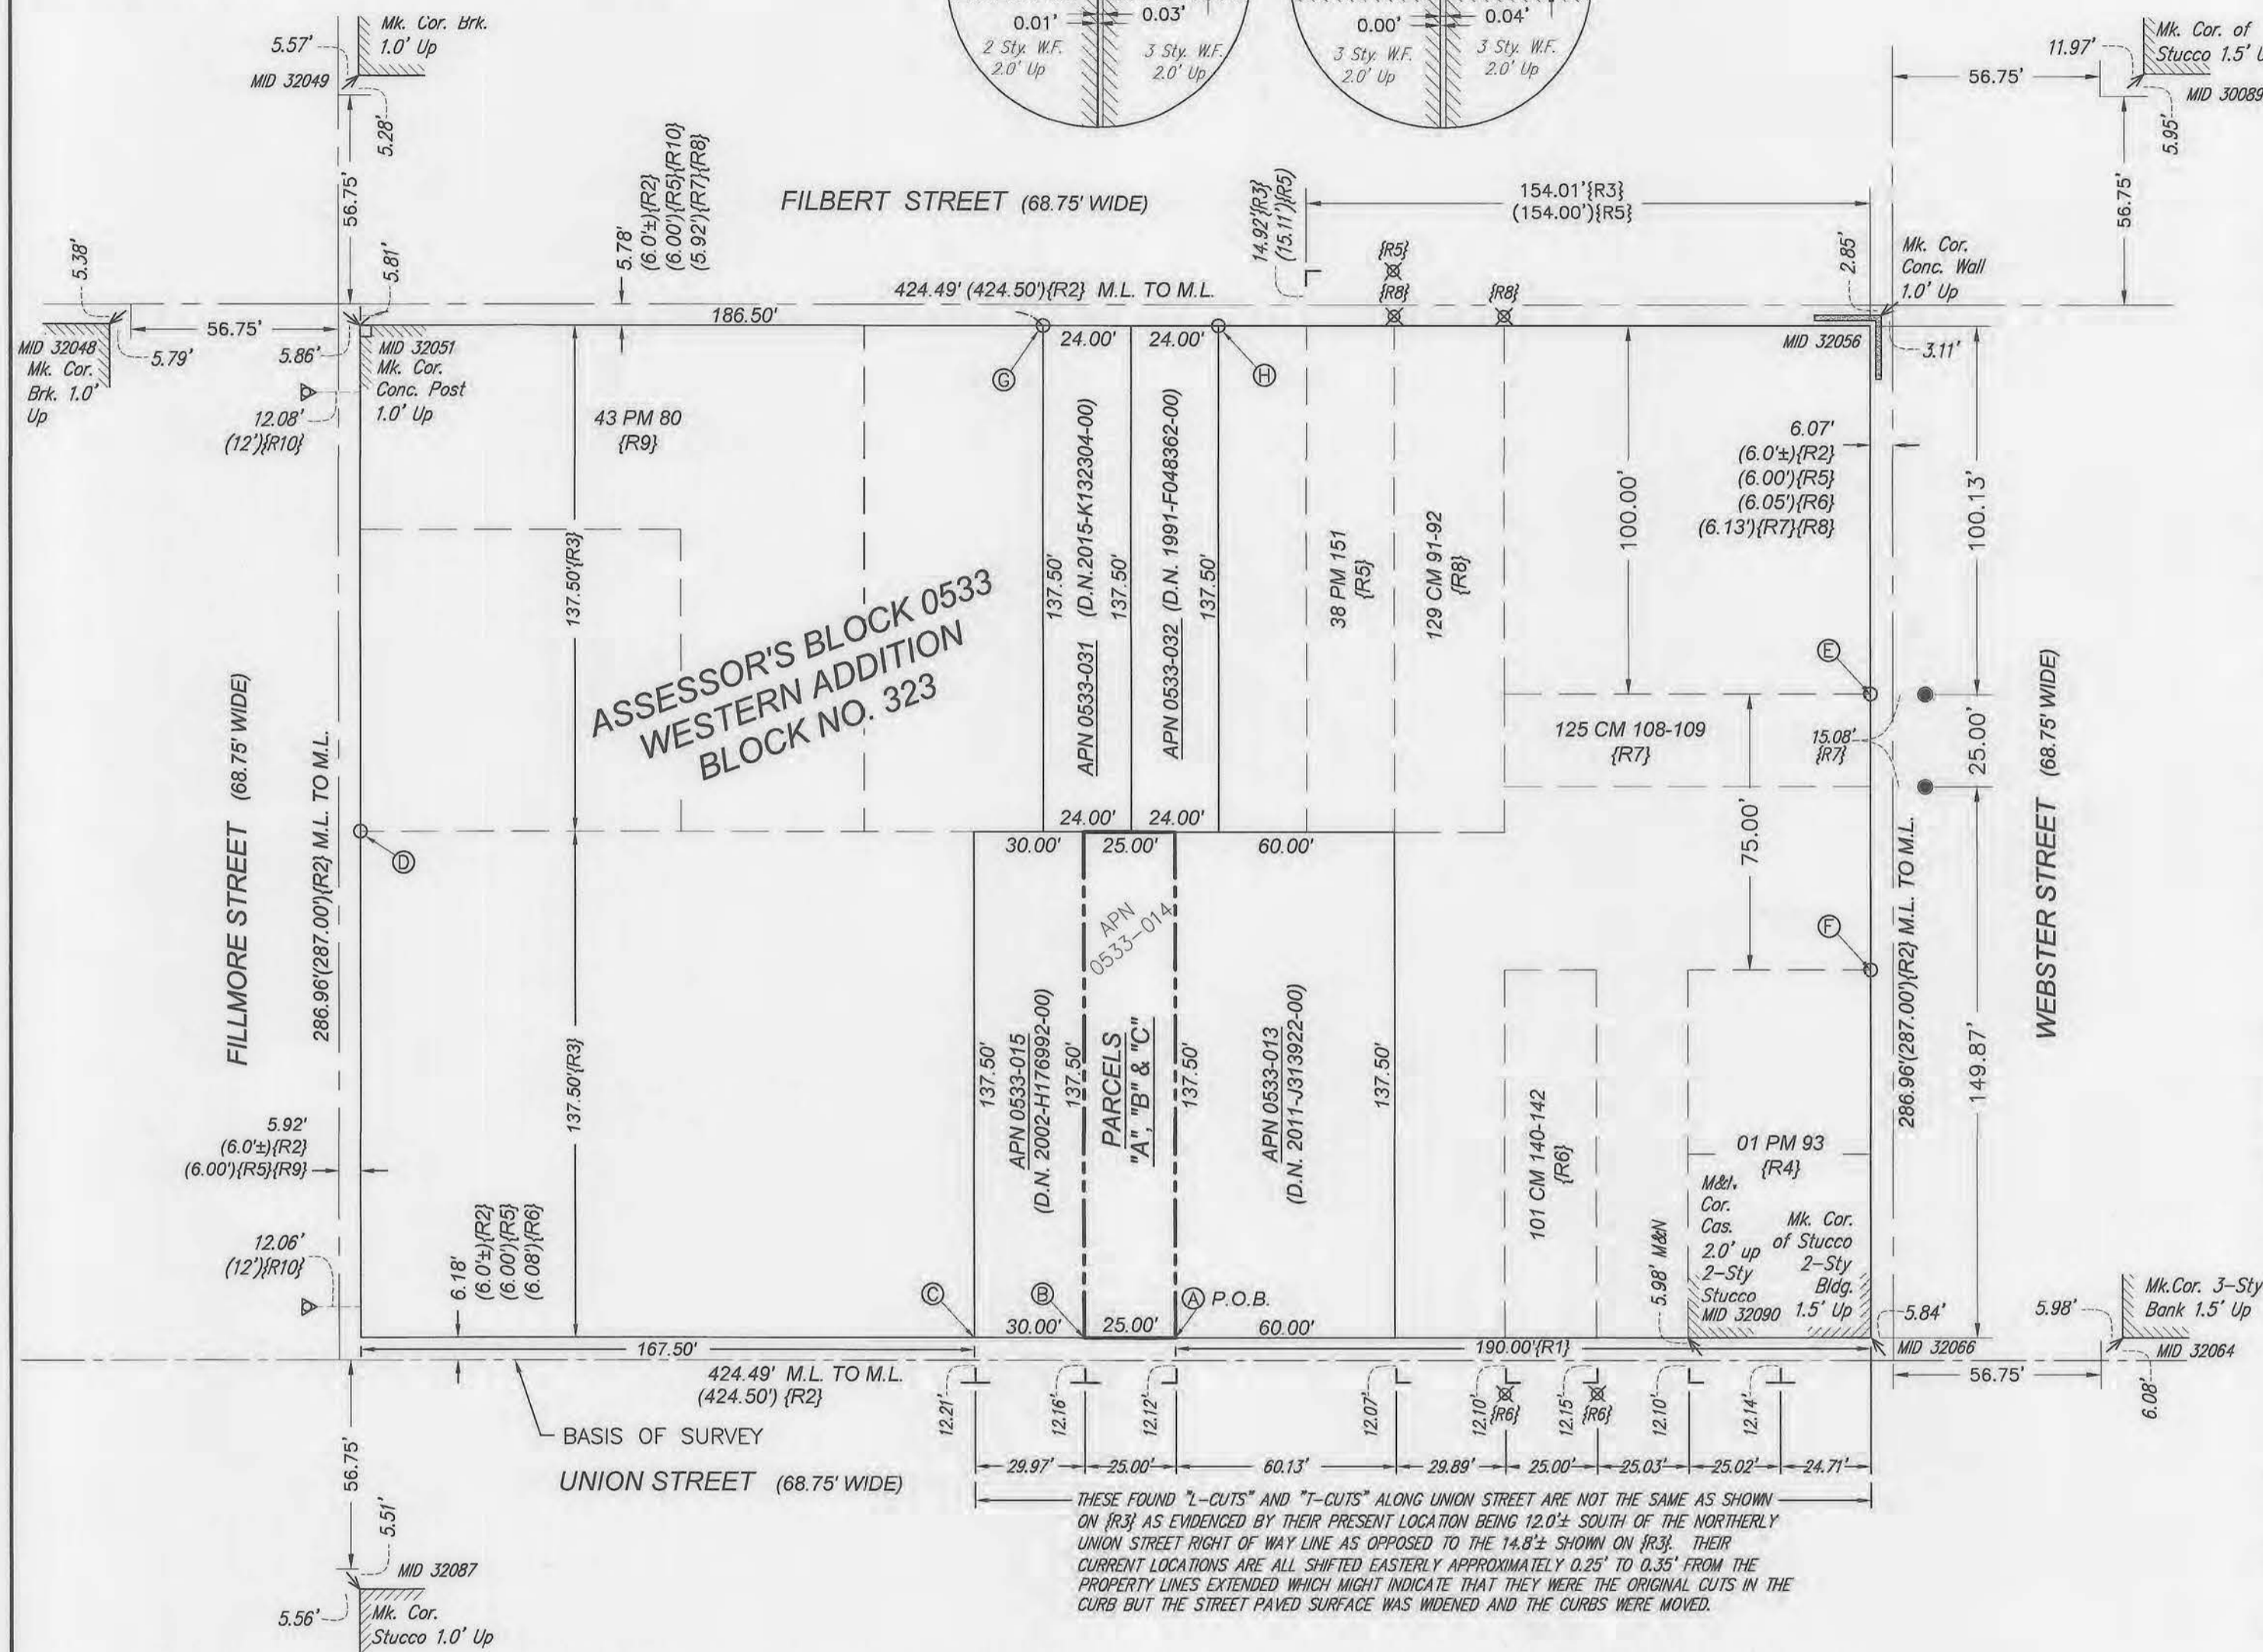 Mk. Cor. Brk.
1.0' Up
5.57'
MID 32049
5.28'
56.75'
0.01'
0.03'
2 Sty. W.F.
2.0' Up
3 Sty. W.F.
2.0' Up
0.00'
0.04'
3 Sty. W.F.
2.0' Up
3 Sty. W.F.
2.0' Up
11.97'
56.75'
Mk. Cor. of
Stucco 1.5' U
MID 30089
5.95'
56.75'
5.78'
(6.0'±){R2}
(6.00'){R5}{R10}
(5.92'){R7}{R8}
FILBERT STREET (68.75' WIDE)
14.92'{R3}
(15.11'){R5}
154.01'{R3}
(154.00'){R5}
{R5}
{R8}
{R8}
2.85'
Mk. Cor.
Conc. Wall
1.0' Up
5.38'
5.81'
424.49' (424.50'){R2} M.L. TO M.L.
56.75'
186.50'
MID 32048
Mk. Cor.
Brk. 1.0'
Up
5.79'
5.86'
MID 32051
Mk. Cor.
Conc. Post
1.0' Up
12.08'
(12'){R10}
43 PM 80
{R9}
G
24.00'
24.00'
H
MID 32056
3.11'
6.07'
(6.0'±){R2}
(6.00'){R5}
(6.05'){R6}
(6.13'){R7}{R8}
100.00'
100.13'
137.50'{R3}
137.50'
APN 0533-031 (D.N.2015-K132304-00)
137.50'
APN 0533-032 (D.N. 1991-F048362-00)
137.50'
38 PM 151
{R5}
129 CM 91-92
{R8}
ASSESSOR'S BLOCK 0533
WESTERN ADDITION
BLOCK NO. 323
FILLMORE STREET (68.75' WIDE)
286.96'(287.00'){R2} M.L. TO M.L.
E
125 CM 108-109
{R7}
15.08'
{R7}
25.00'
WEBSTER STREET (68.75' WIDE)
286.96'(287.00'){R2} M.L. TO M.L.
75.00'
D
24.00'
24.00'
30.00'
25.00'
60.00'
APN
0533-014
F
137.50'{R3}
137.50'
APN 0533-015
(D.N. 2002-H176992-00)
137.50'
PARCELS
"A", "B" & "C"
137.50'
APN 0533-013
(D.N. 2011-J313922-00)
137.50'
149.87'
101 CM 140-142
{R6}
01 PM 93
{R4}
M&N
Cor.
Cas.
2.0' up
2-Sty
Stucco
MID 32090
Mk. Cor.
of Stucco
2-Sty
Bldg.
1.5' Up
5.98' M&N
5.92'
(6.0'±){R2}
(6.00'){R5}{R9}
12.06'
(12'){R10}
6.18'
(6.0'±){R2}
(6.00'){R5}
(6.08'){R6}
C
B
A P.O.B.
30.00'
25.00'
60.00'
5.84'
MID 32066
5.98'
Mk.Cor. 3-Sty
Bank 1.5' Up
MID 32064
56.75'
6.08'
167.50'
190.00'{R1}
424.49' M.L. TO M.L.
(424.50') {R2}
BASIS OF SURVEY
UNION STREET (68.75' WIDE)
12.21'
12.16'
12.12'
12.07'
12.10'
{R6}
12.15'
{R6}
12.10'
12.14'
29.97'
25.00'
60.13'
29.89'
25.00'
25.03'
25.02'
24.71'
THESE FOUND "L-CUTS" AND "T-CUTS" ALONG UNION STREET ARE NOT THE SAME AS SHOWN
ON {R3} AS EVIDENCED BY THEIR PRESENT LOCATION BEING 12.0'± SOUTH OF THE NORTHERLY
UNION STREET RIGHT OF WAY LINE AS OPPOSED TO THE 14.8'± SHOWN ON {R3}. THEIR
CURRENT LOCATIONS ARE ALL SHIFTED EASTERLY APPROXIMATELY 0.25' TO 0.35' FROM THE
PROPERTY LINES EXTENDED WHICH MIGHT INDICATE THAT THEY WERE THE ORIGINAL CUTS IN THE
CURB BUT THE STREET PAVED SURFACE WAS WIDENED AND THE CURBS WERE MOVED.
56.75'
5.51'
MID 32087
5.56'
Mk. Cor.
Stucco 1.0' Up